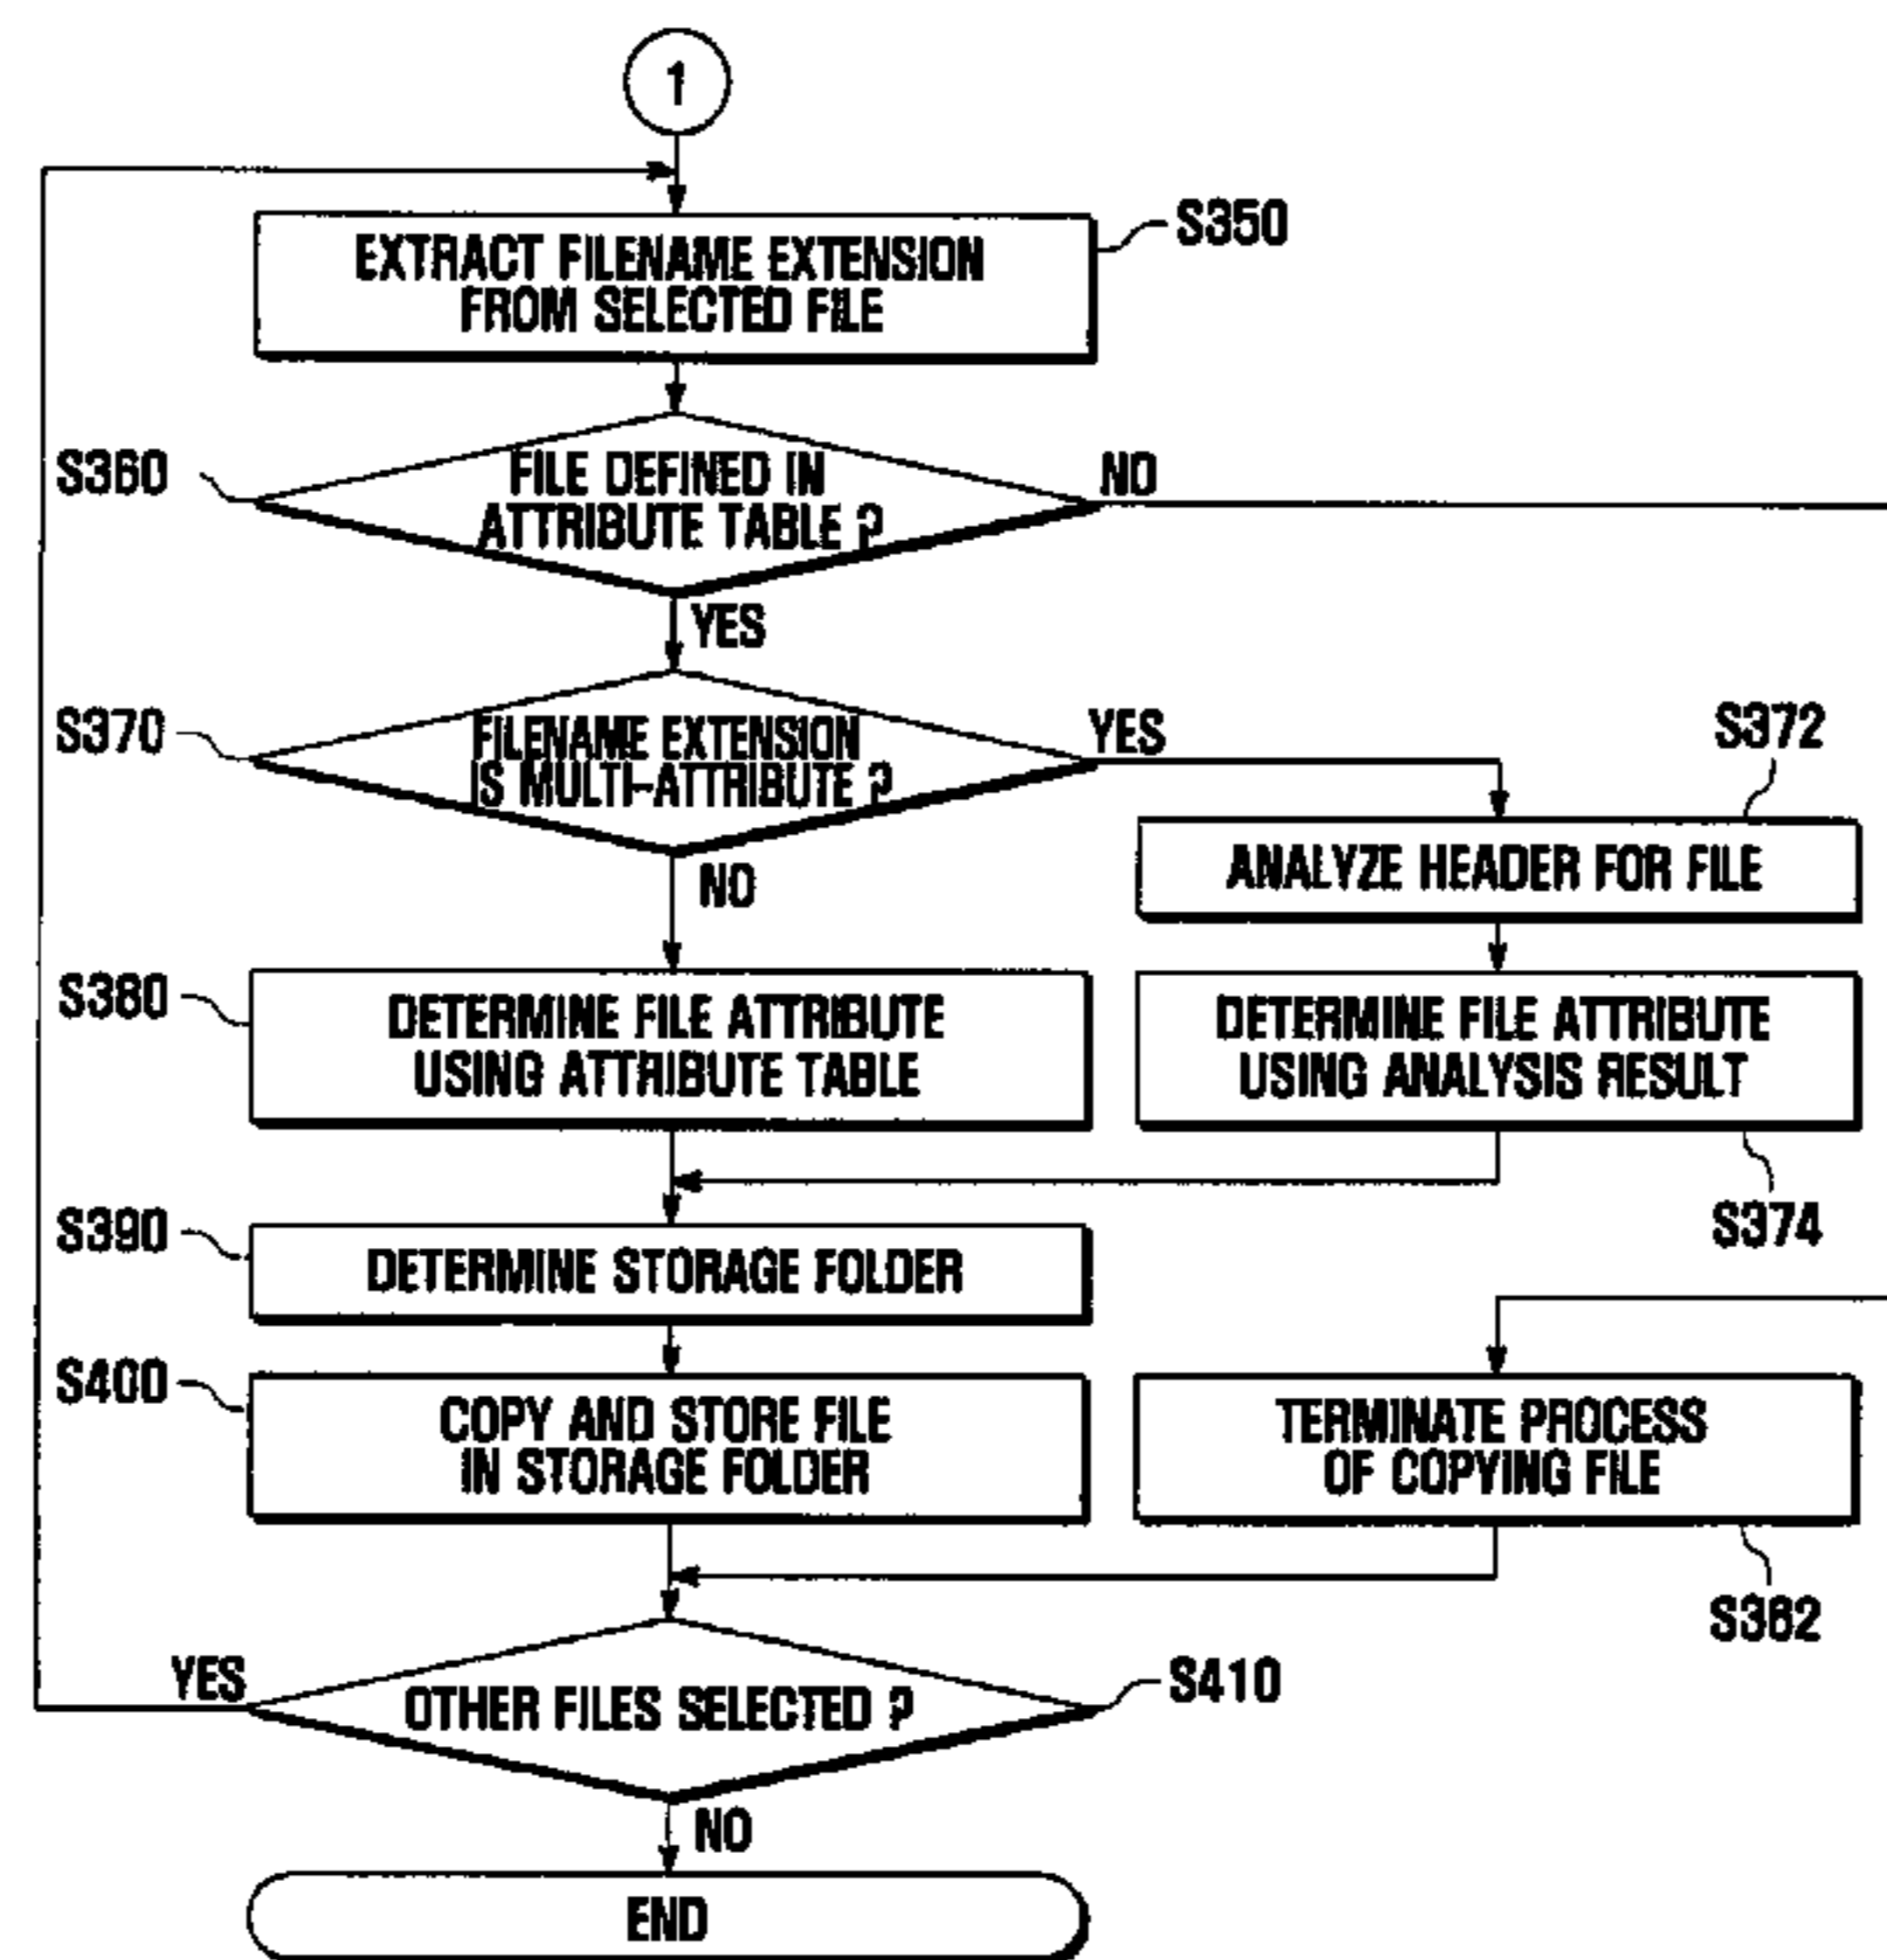 1
EXTRACT FILENAME EXTENSION
FROM SELECTED FILE
S350
S360
FILE DEFINED IN
ATTRIBUTE TABLE ?
NO
YES
S370
FILENAME EXTENSION
IS MULTI-ATTRIBUTE ?
YES
S372
NO
ANALYZE HEADER FOR FILE
S380
DETERMINE FILE ATTRIBUTE
USING ATTRIBUTE TABLE
DETERMINE FILE ATTRIBUTE
USING ANALYSIS RESULT
S374
S390
DETERMINE STORAGE FOLDER
S400
COPY AND STORE FILE
IN STORAGE FOLDER
TERMINATE PROCESS
OF COPYING FILE
S362
YES
OTHER FILES SELECTED ?
S410
NO
END